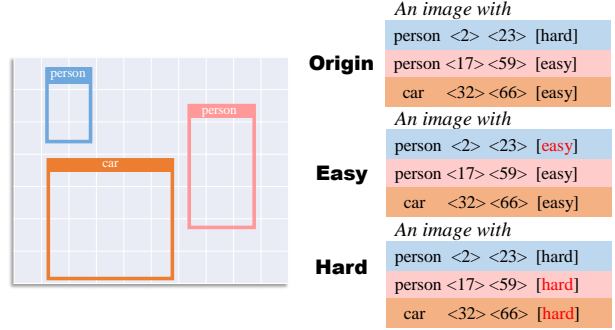 person
person
car
Origin
An image with
person <2> <23> [hard]
person <17> <59> [easy]
car <32> <66> [easy]
Easy
An image with
person <2> <23> [easy]
person <17> <59> [easy]
car <32> <66> [easy]
Hard
An image with
person <2> <23> [hard]
person <17> <59> [hard]
car <32> <66> [hard]